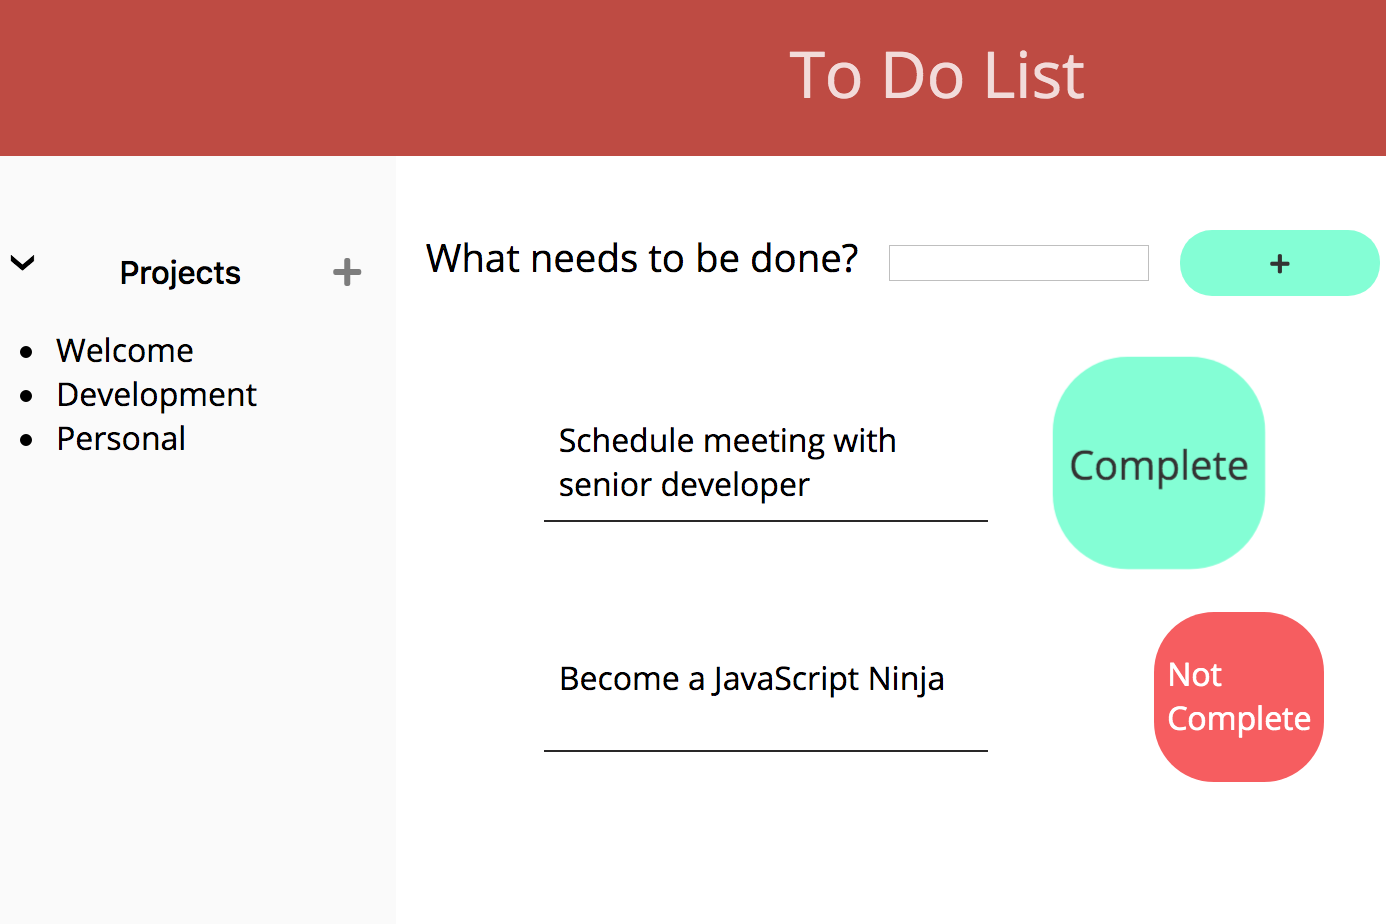 To Do List
Projects
Welcome
Development
Personal
What needs to be done?
Schedule meeting with
senior developer
Complete
Become a JavaScript Ninja
Not
Complete